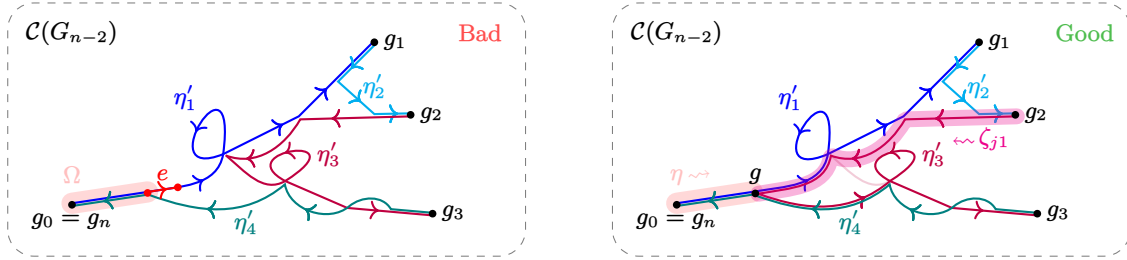 𝒞(G_{n−2})
Bad
g_1
η′_1
η′_2
g_2
η′_3
Ω
e
g_0 = g_n
η′_4
g_3
𝒞(G_{n−2})
Good
g_1
η′_1
η′_2
g_2
⇜ ζ_{j1}
η′_3
η ⇝
g
g_0 = g_n
η′_4
g_3